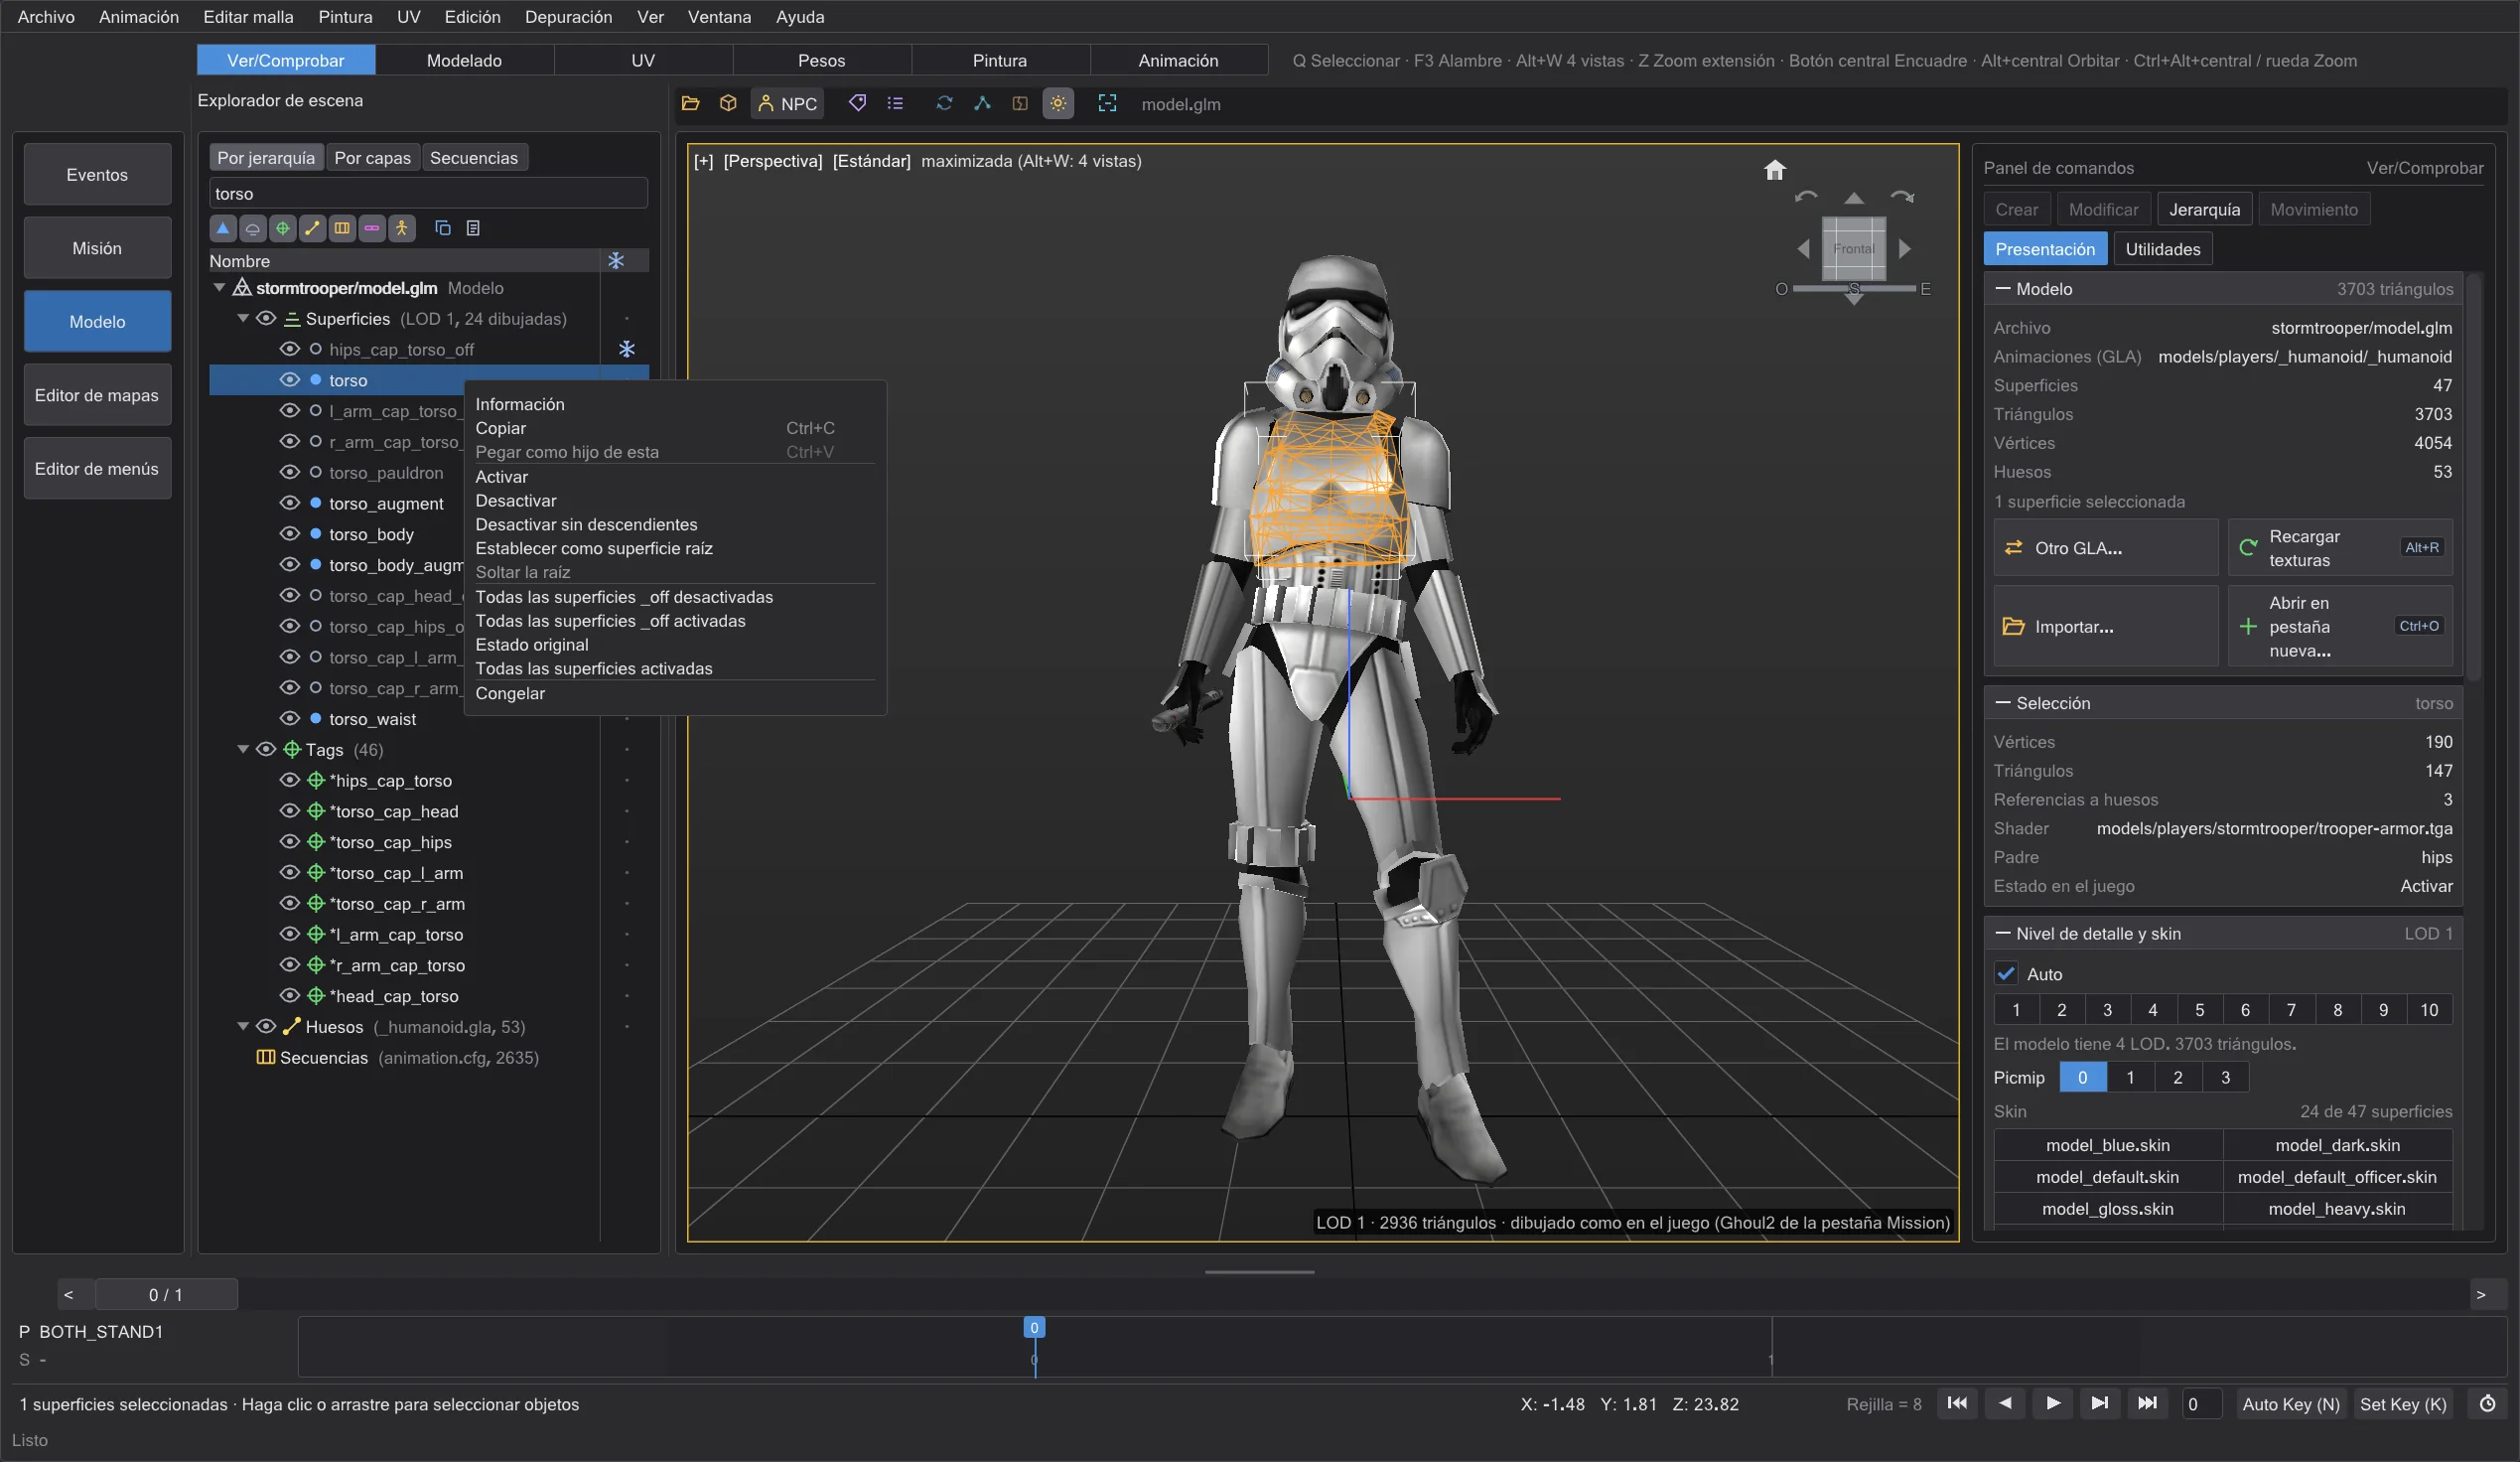 Archivo Animación Editar malla Pintura UV Edición Depuración Ver Ventana Ayuda
Ver/Comprobar Modelado UV Pesos Pintura Animación Q Seleccionar · F3 Alambre · Alt+W 4 vistas · Z Zoom extensión · Botón central Encuadre · Alt+central Orbitar · Ctrl+Alt+central / rueda Zoom
Explorador de escena
NPC model.glm
Eventos
Misión
Modelo
Editor de mapas
Editor de menús
Por jerarquía Por capas Secuencias
torso
Nombre
stormtrooper/model.glm Modelo
Superficies (LOD 1, 24 dibujadas)
hips_cap_torso_off
torso
l_arm_cap_torso_
r_arm_cap_torso_
torso_pauldron
torso_augment
torso_body
torso_body_augm
torso_cap_head_
torso_cap_hips_o
torso_cap_l_arm_
torso_cap_r_arm_
torso_waist
Tags (46)
*hips_cap_torso
*torso_cap_head
*torso_cap_hips
*torso_cap_l_arm
*torso_cap_r_arm
*l_arm_cap_torso
*r_arm_cap_torso
*head_cap_torso
Huesos (_humanoid.gla, 53)
Secuencias (animation.cfg, 2635)
Información
Copiar Ctrl+C
Pegar como hijo de esta Ctrl+V
Activar
Desactivar
Desactivar sin descendientes
Establecer como superficie raíz
Soltar la raíz
Todas las superficies _off desactivadas
Todas las superficies _off activadas
Estado original
Todas las superficies activadas
Congelar
[+] [Perspectiva] [Estándar] maximizada (Alt+W: 4 vistas)
Frontal
O S E
LOD 1 · 2936 triángulos · dibujado como en el juego (Ghoul2 de la pestaña Mission)
Panel de comandos Ver/Comprobar
Crear Modificar Jerarquía Movimiento
Presentación Utilidades
Modelo 3703 triángulos
Archivo stormtrooper/model.glm
Animaciones (GLA) models/players/_humanoid/_humanoid
Superficies 47
Triángulos 3703
Vértices 4054
Huesos 53
1 superficie seleccionada
Otro GLA...
Recargar texturas Alt+R
Importar...
Abrir en pestaña nueva... Ctrl+O
Selección torso
Vértices 190
Triángulos 147
Referencias a huesos 3
Shader models/players/stormtrooper/trooper-armor.tga
Padre hips
Estado en el juego Activar
Nivel de detalle y skin LOD 1
Auto
1 2 3 4 5 6 7 8 9 10
El modelo tiene 4 LOD. 3703 triángulos.
Picmip 0 1 2 3
Skin 24 de 47 superficies
model_blue.skin model_dark.skin
model_default.skin model_default_officer.skin
model_gloss.skin model_heavy.skin
< 0 / 1 >
P BOTH_STAND1
S -
0
0 1
1 superficies seleccionadas · Haga clic o arrastre para seleccionar objetos X: -1.48 Y: 1.81 Z: 23.82 Rejilla = 8 0 Auto Key (N) Set Key (K)
Listo